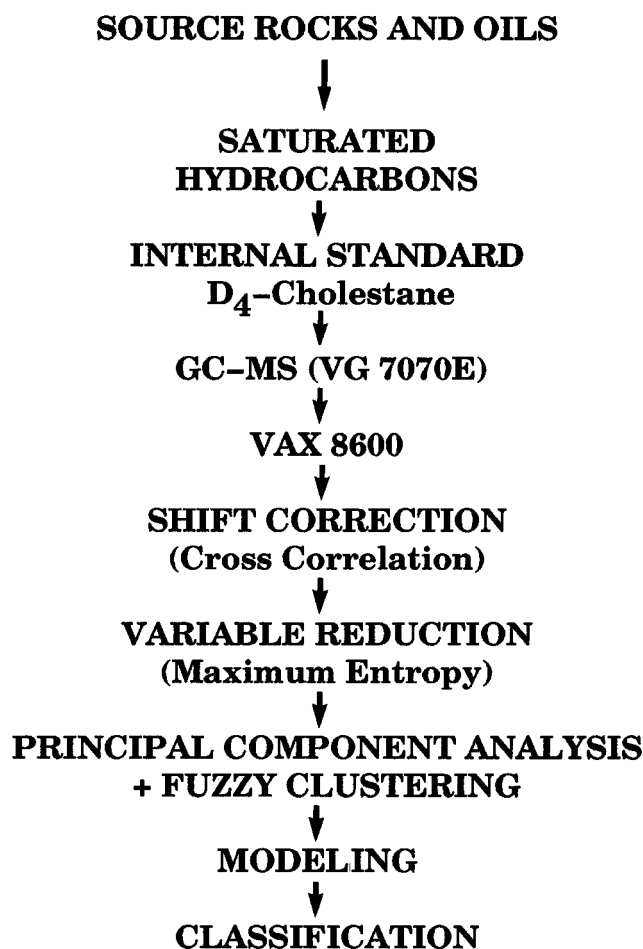 SOURCE ROCKS AND OILS
SATURATED
HYDROCARBONS
INTERNAL STANDARD
D4–Cholestane
GC–MS (VG 7070E)
VAX 8600
SHIFT CORRECTION
(Cross Correlation)
VARIABLE REDUCTION
(Maximum Entropy)
PRINCIPAL COMPONENT ANALYSIS
+ FUZZY CLUSTERING
MODELING
CLASSIFICATION